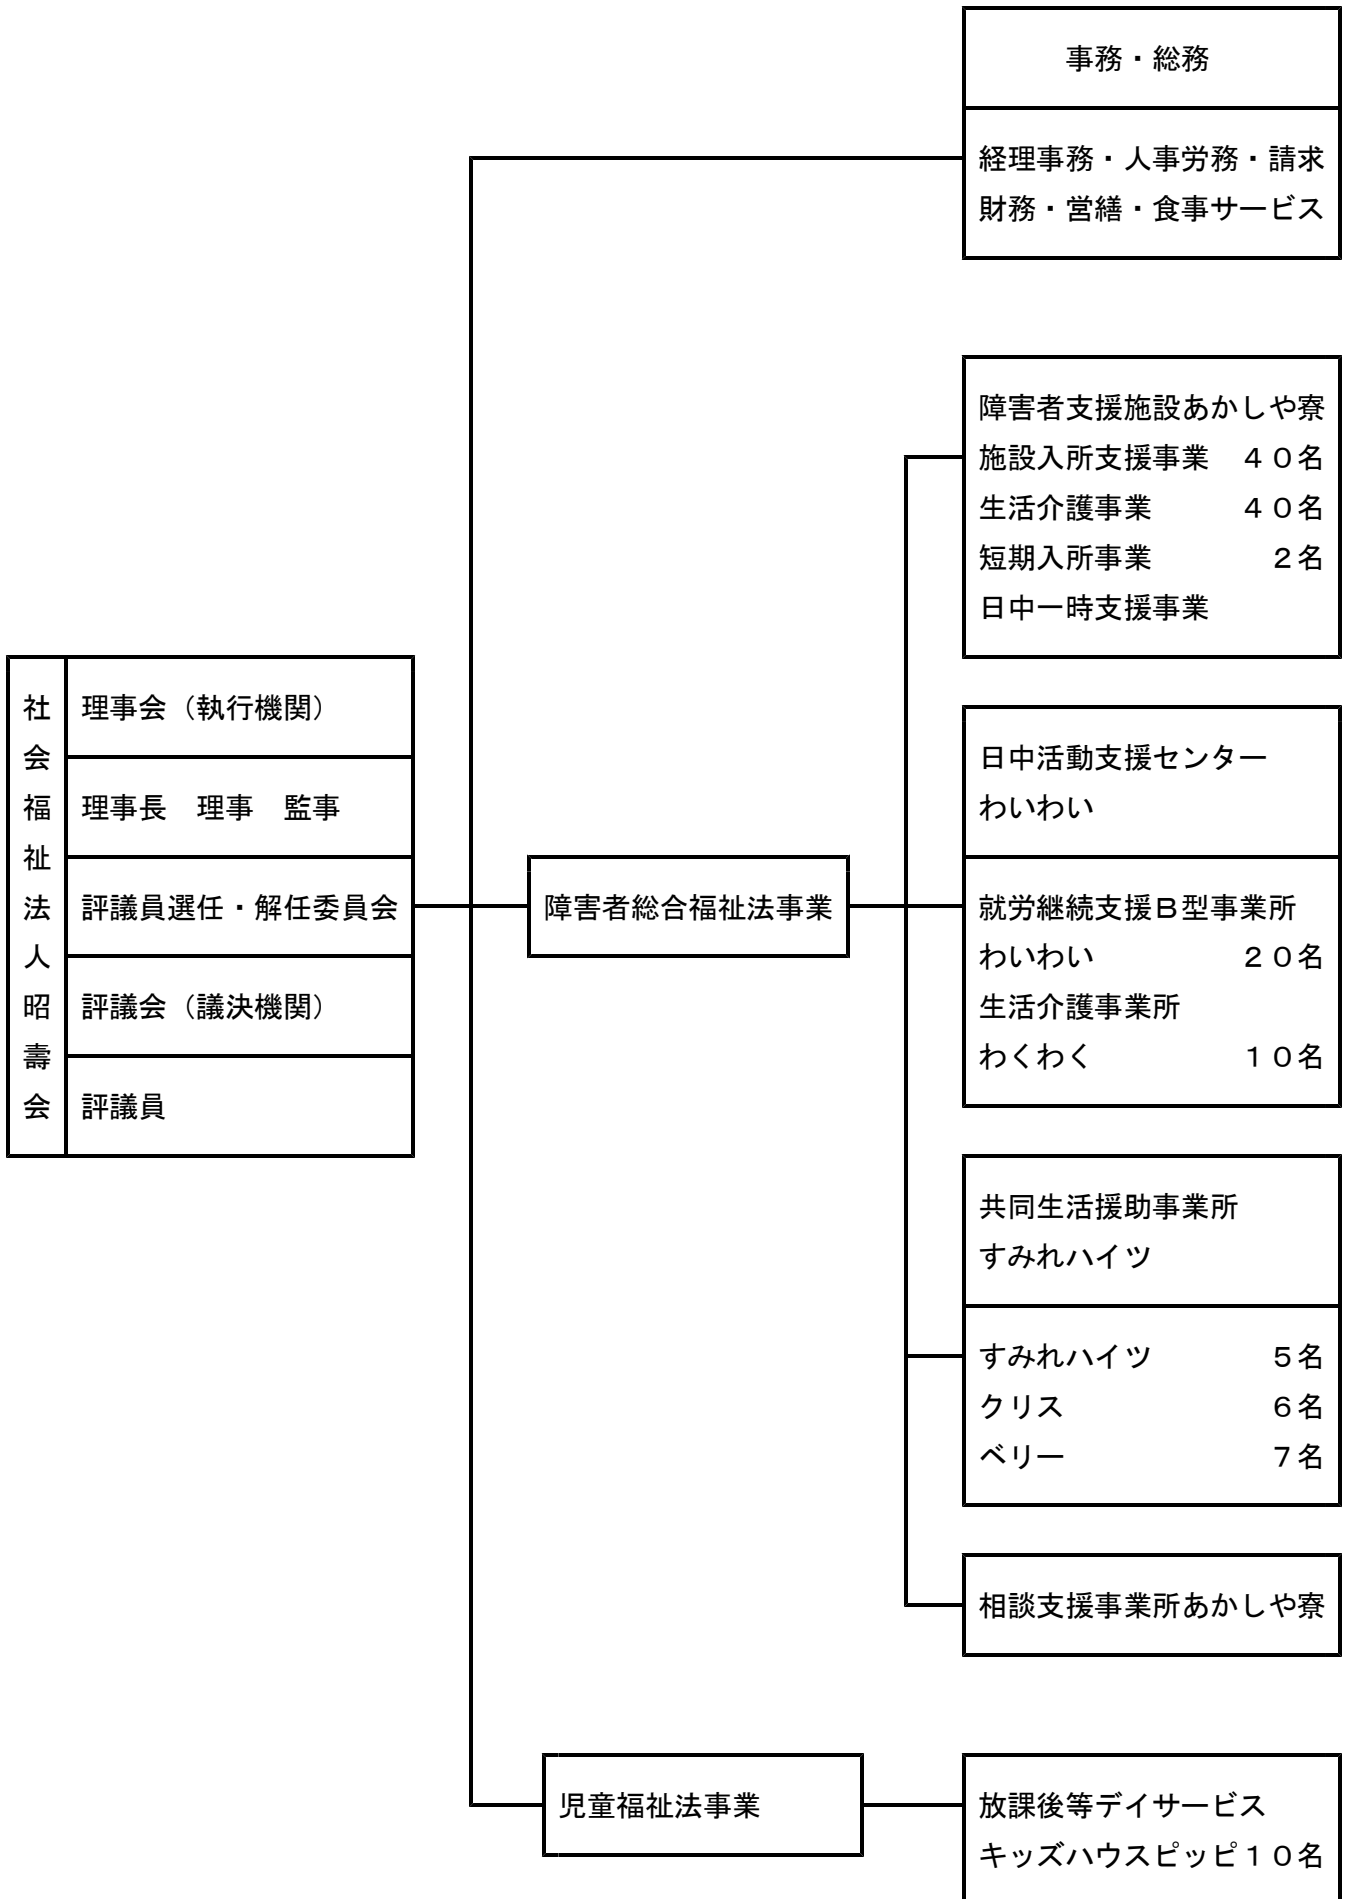 事務・総務
経理事務・人事労務・請求
財務・営繕・食事サービス
障害者支援施設あかしや寮
施設入所支援事業　４０名
生活介護事業　　　４０名
短期入所事業　　　　２名
日中一時支援事業
社会福祉法人昭壽会
理事会（執行機関）
理事長　理事　監事
評議員選任・解任委員会
評議会（議決機関）
評議員
障害者総合福祉法事業
日中活動支援センター
わいわい
就労継続支援Ｂ型事業所
わいわい　　　　　２０名
生活介護事業所
わくわく　　　　　１０名
共同生活援助事業所
すみれハイツ
すみれハイツ　　　　５名
クリス　　　　　　　６名
ベリー　　　　　　　７名
相談支援事業所あかしや寮
児童福祉法事業
放課後等デイサービス
キッズハウスピッピ１０名